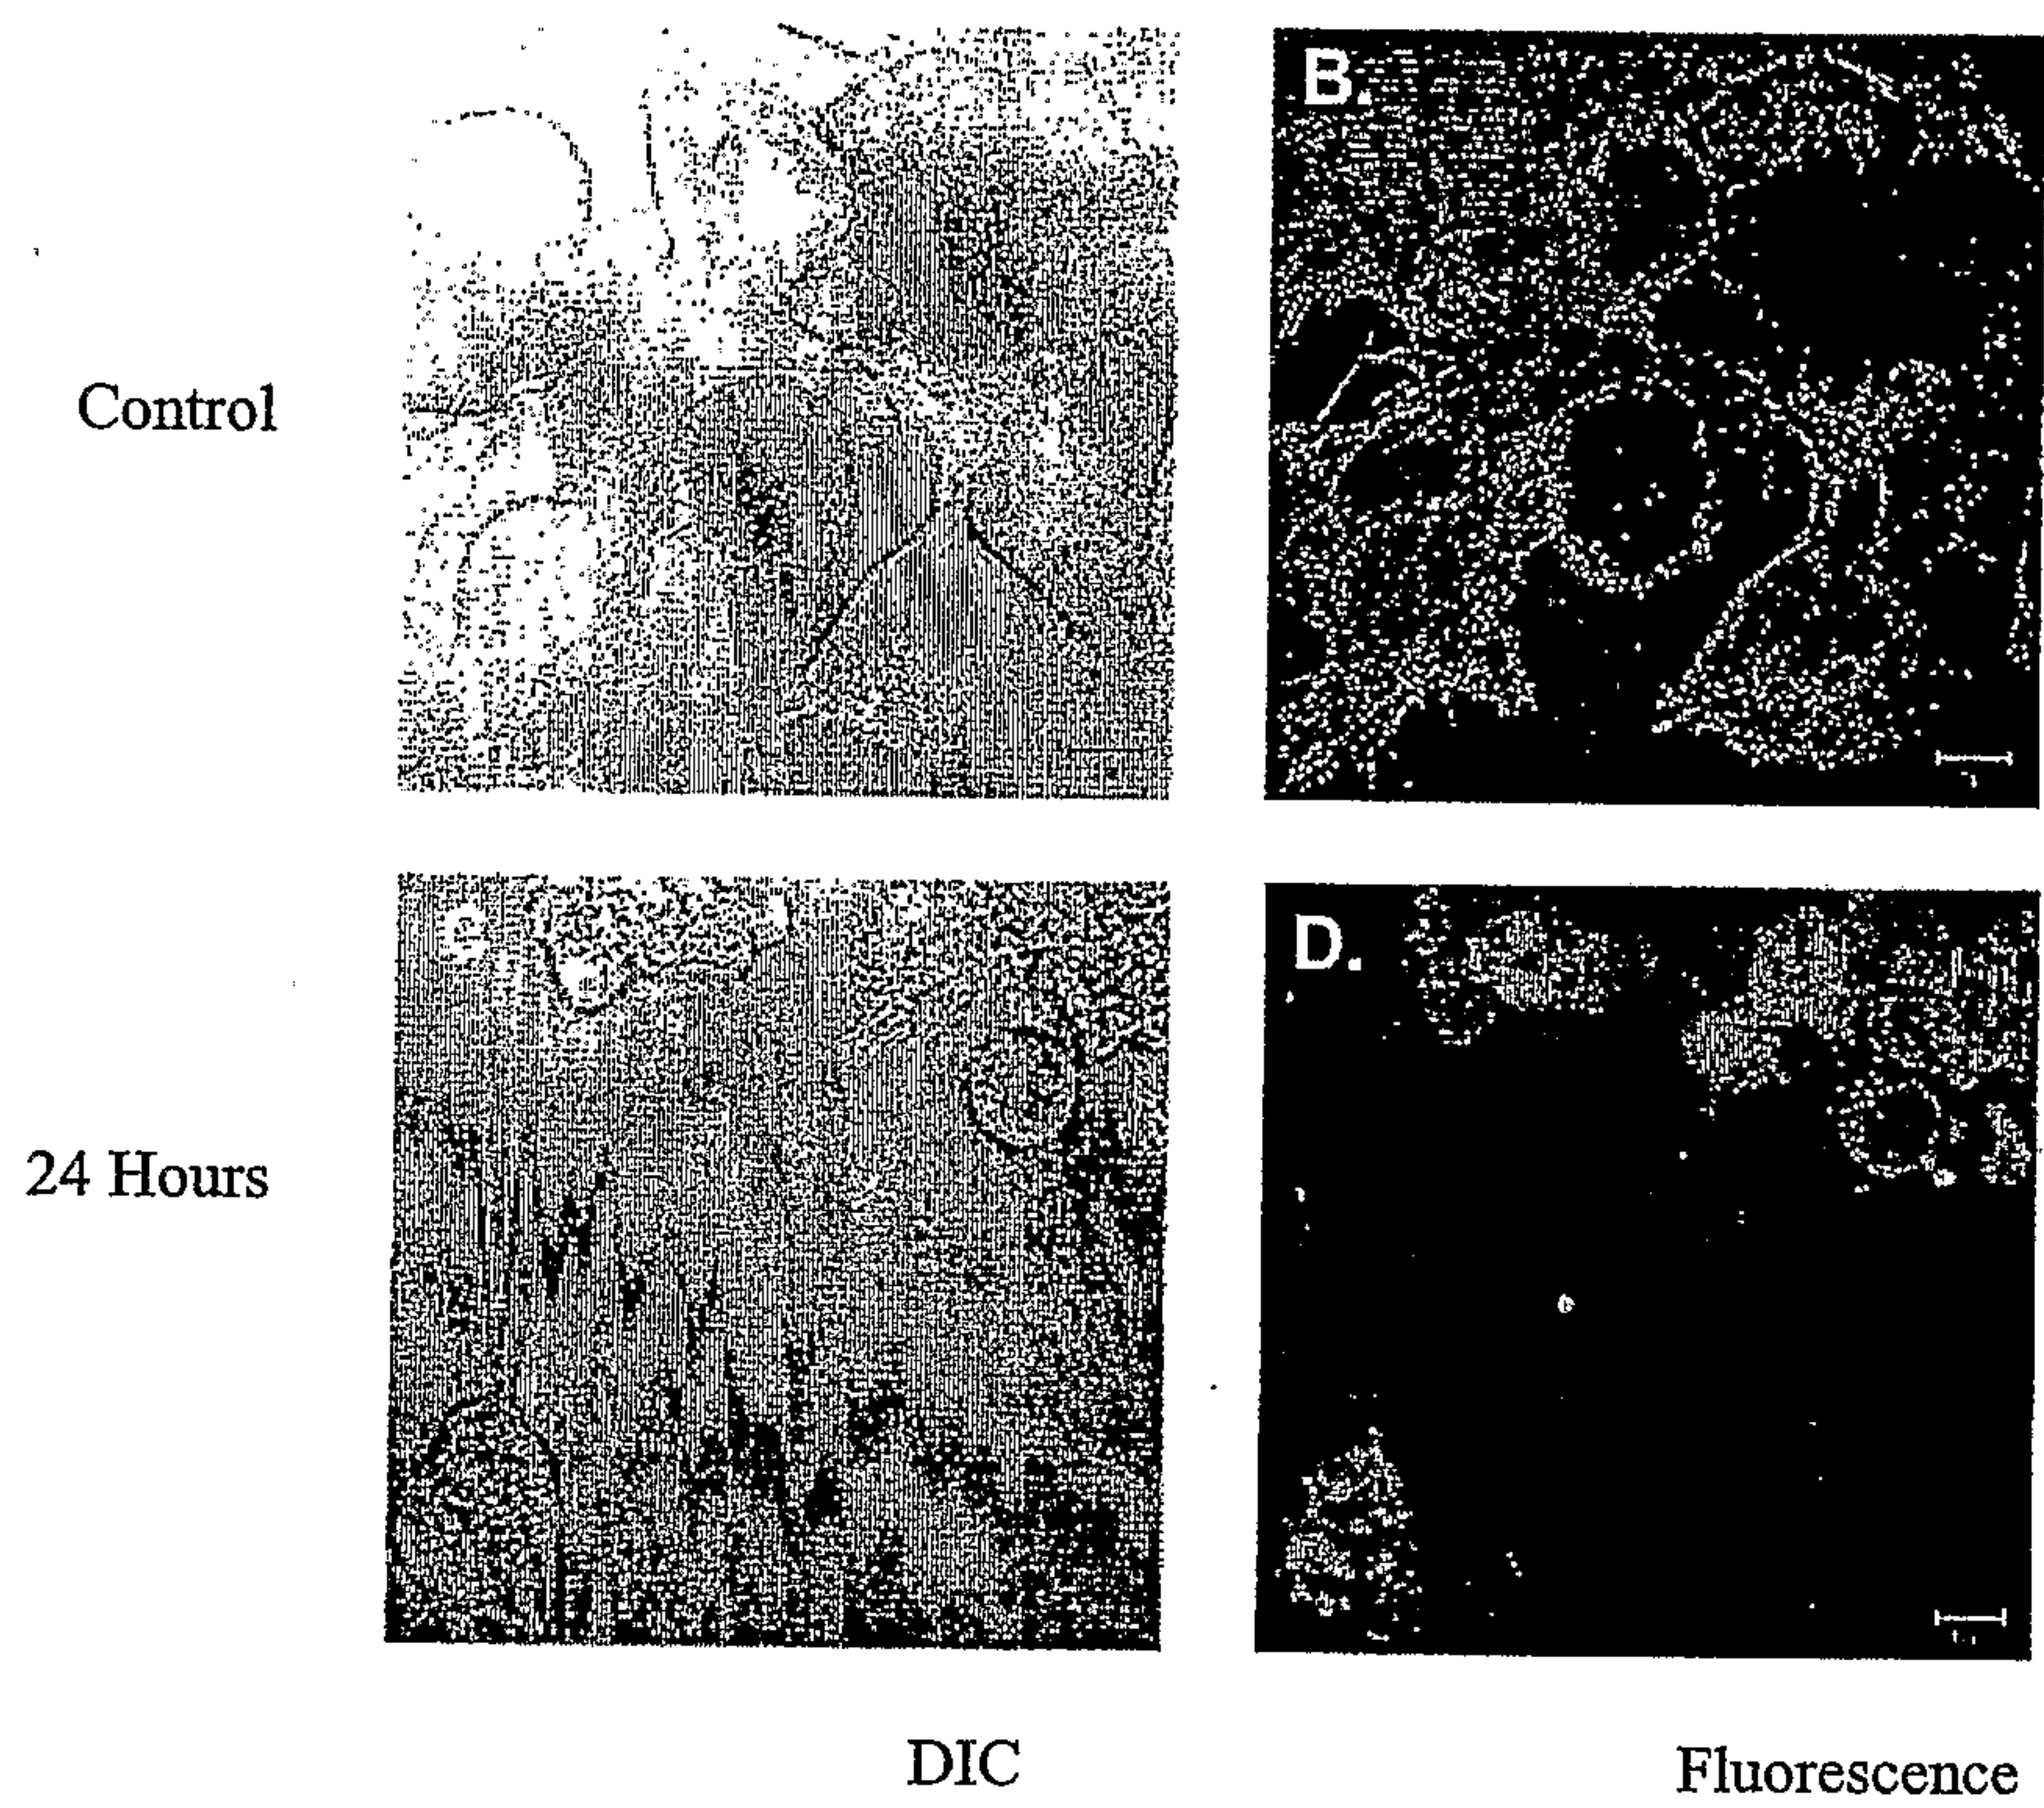 B.
Control
C
D.
24 Hours
DIC
Fluorescence